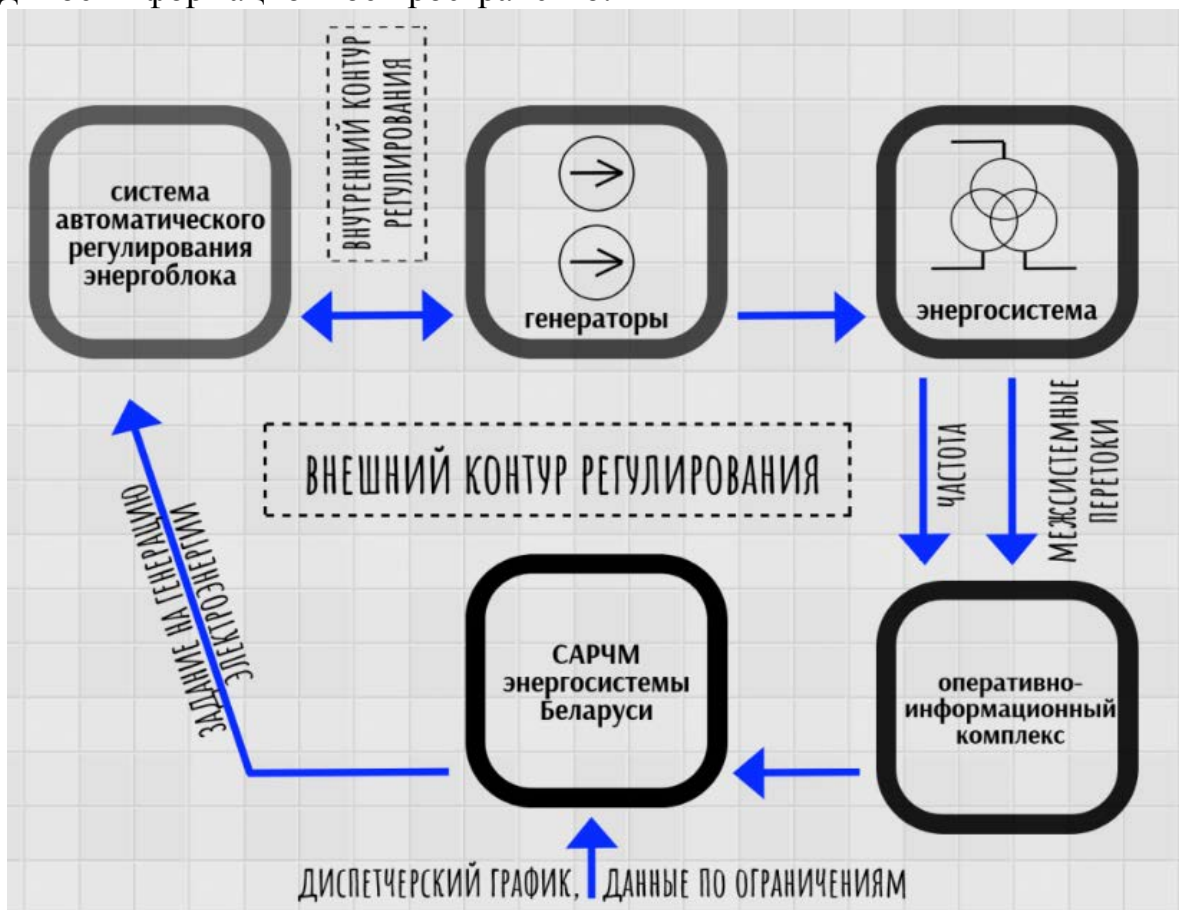 ВНУТРЕННИЙ КОНТУР
РЕГУЛИРОВАНИЯ
система
автоматического
регулирования
энергоблока
генераторы
энергосистема
ЧАСТОТА
МЕЖСИСТЕМНЫЕ
ПЕРЕТОКИ
ВНЕШНИЙ КОНТУР РЕГУЛИРОВАНИЯ
ЗАДАНИЕ НА ГЕНЕРАЦИЮ
ЭЛЕКТРОЭНЕРГИИ
САРЧМ
энергосистемы
Беларуси
оперативно-
информационный
комплекс
ДИСПЕТЧЕРСКИЙ ГРАФИК, ДАННЫЕ ПО ОГРАНИЧЕНИЯМ